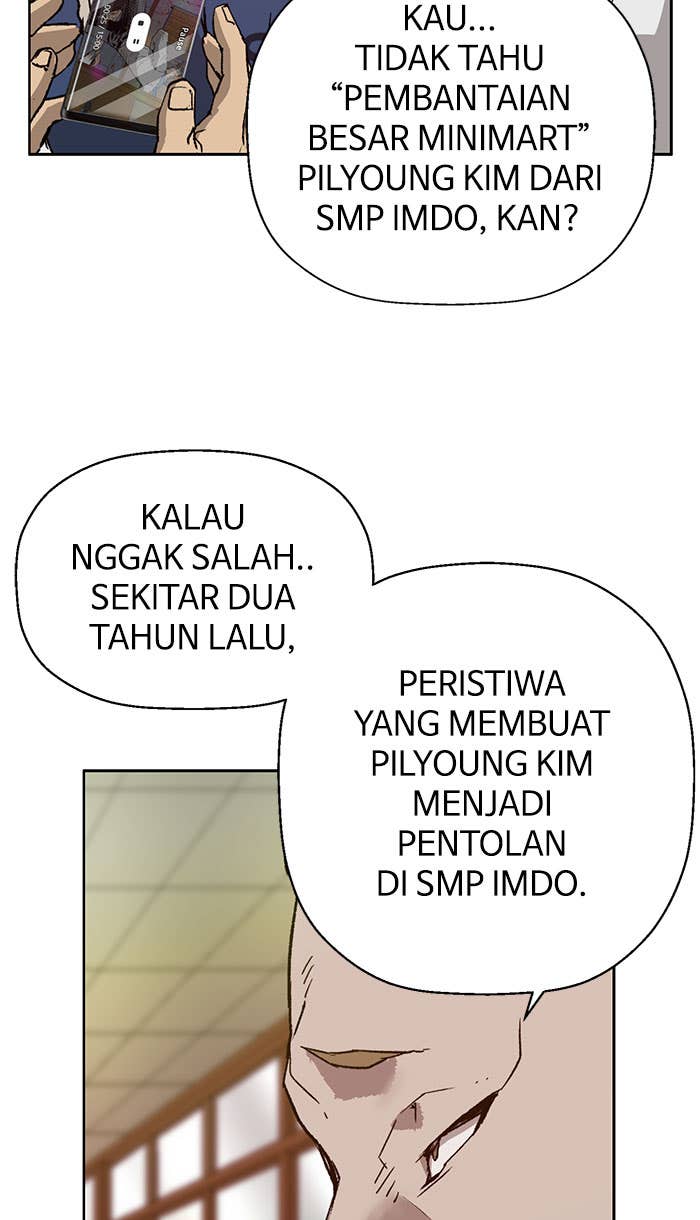 Pause
00:25 / 15:00
KAU...
TIDAK TAHU
“PEMBANTAIAN
BESAR MINIMART”
PILYOUNG KIM DARI
SMP IMDO, KAN?
KALAU
NGGAK SALAH..
SEKITAR DUA
TAHUN LALU,
PERISTIWA
YANG MEMBUAT
PILYOUNG KIM
MENJADI
PENTOLAN
DI SMP IMDO.